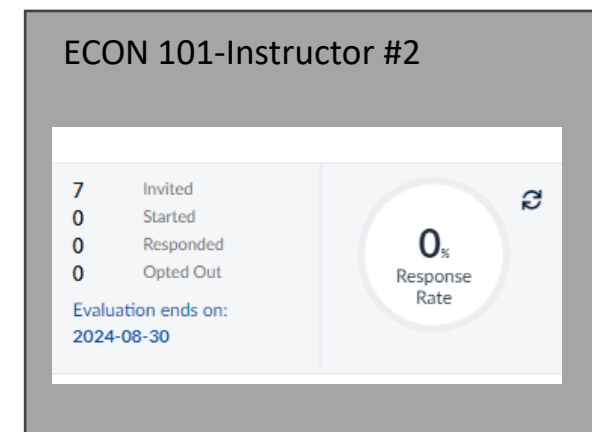 ECON 101-Instructor #2
7 Invited
0 Started
0 Responded
0 Opted Out
Evaluation ends on:
2024-08-30
0%
Response
Rate